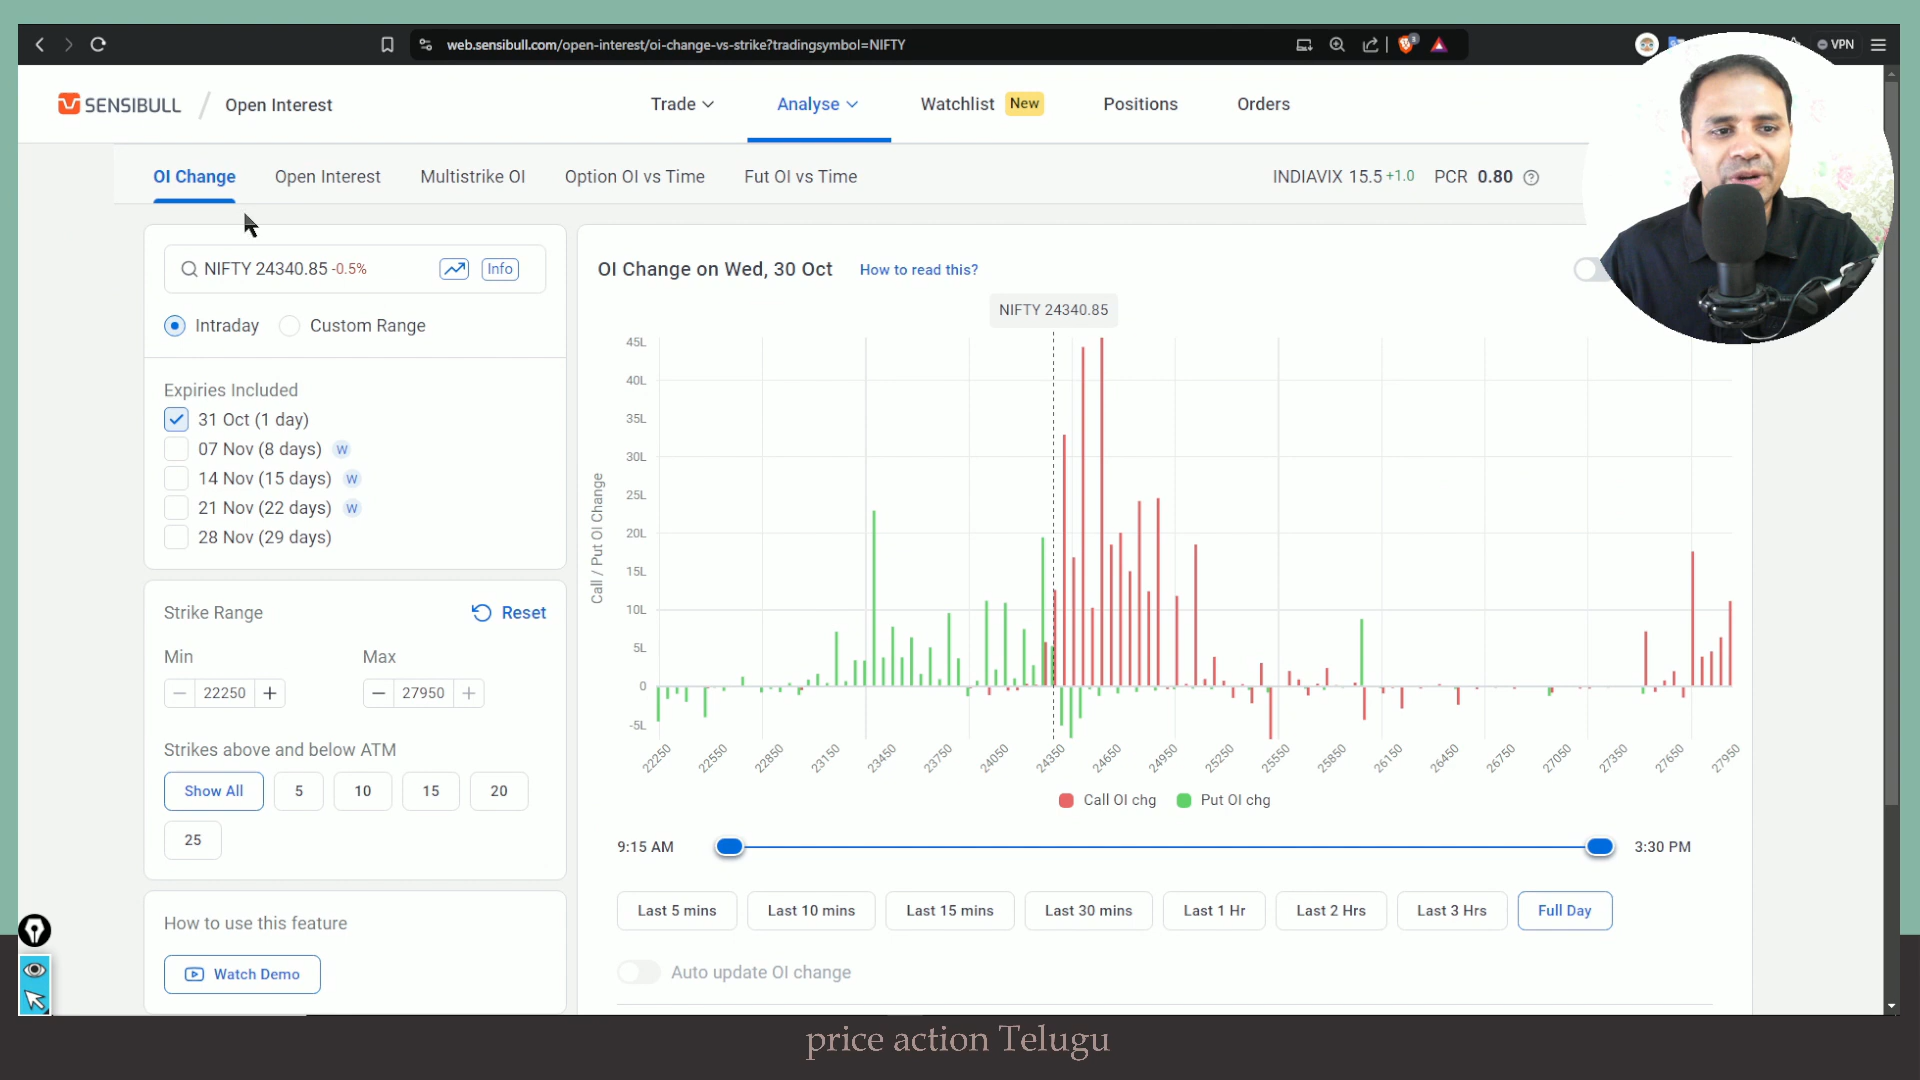 web.sensibull.com/open-interest/oi-change-vs-strike?tradingsymbol=NIFTY
VPN
SENSIBULL / Open Interest
Trade
Analyse
Watchlist New
Positions
Orders
OI Change
Open Interest
Multistrike OI
Option OI vs Time
Fut OI vs Time
INDIAVIX 15.5 +1.0 PCR 0.80
NIFTY 24340.85 -0.5%
Info
Intraday
Custom Range
Expiries Included
31 Oct (1 day)
07 Nov (8 days) W
14 Nov (15 days) W
21 Nov (22 days) W
28 Nov (29 days)
Strike Range
Reset
Min
Max
22250
27950
Strikes above and below ATM
Show All
5
10
15
20
25
How to use this feature
Watch Demo
OI Change on Wed, 30 Oct
How to read this?
NIFTY 24340.85
Call / Put OI Change
45L
40L
35L
30L
25L
20L
15L
10L
5L
0
-5L
22250
22550
22850
23150
23450
23750
24050
24350
24650
24950
25250
25550
25850
26150
26450
26750
27050
27350
27650
27950
Call OI chg
Put OI chg
9:15 AM
3:30 PM
Last 5 mins
Last 10 mins
Last 15 mins
Last 30 mins
Last 1 Hr
Last 2 Hrs
Last 3 Hrs
Full Day
Auto update OI change
price action Telugu